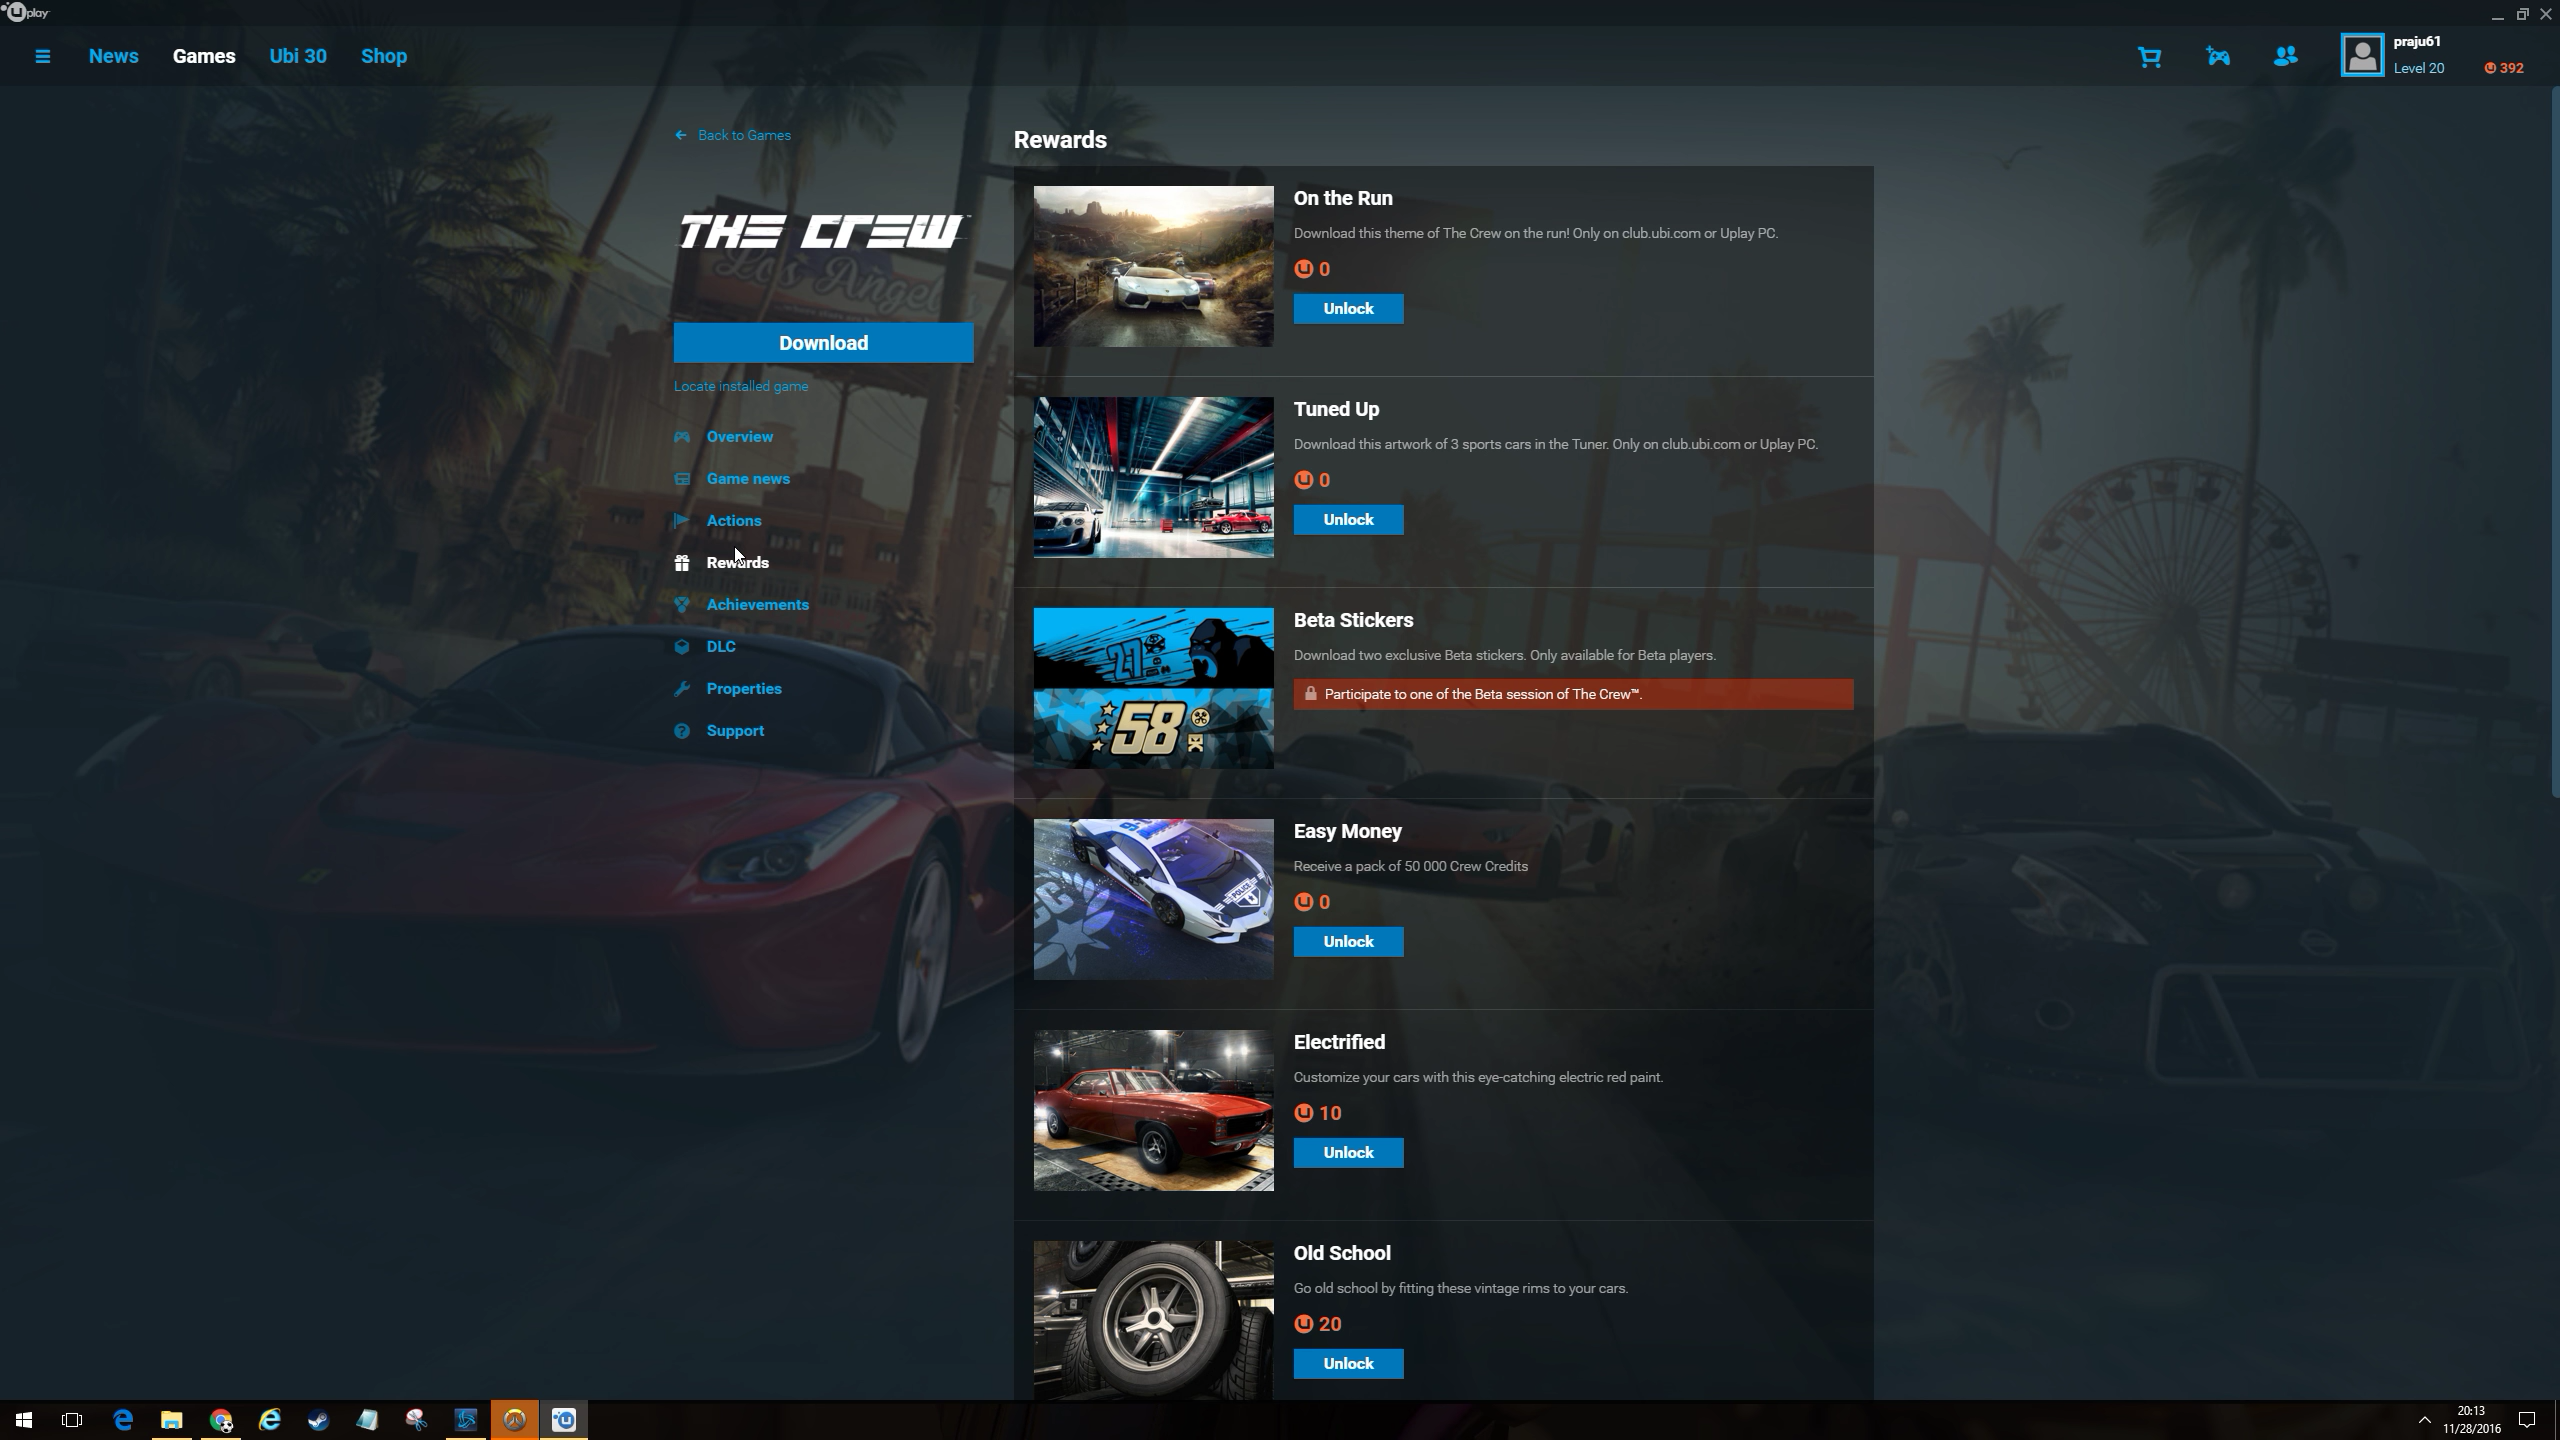 Uplay
News Games Ubi 30 Shop
praju61
Level 20 392
Back to Games
THE CREW
Los Angeles
Download
Locate installed game
Overview
Game news
Actions
Rewards
Achievements
DLC
Properties
Support
Rewards
On the Run
Download this theme of The Crew on the run! Only on club.ubi.com or Uplay PC.
0
Unlock
Tuned Up
Download this artwork of 3 sports cars in the Tuner. Only on club.ubi.com or Uplay PC.
0
Unlock
27
58
Beta Stickers
Download two exclusive Beta stickers. Only available for Beta players.
Participate to one of the Beta session of The Crew™.
POLICE
Easy Money
Receive a pack of 50 000 Crew Credits
0
Unlock
Electrified
Customize your cars with this eye-catching electric red paint.
10
Unlock
Old School
Go old school by fitting these vintage rims to your cars.
20
Unlock
20:13
11/28/2016